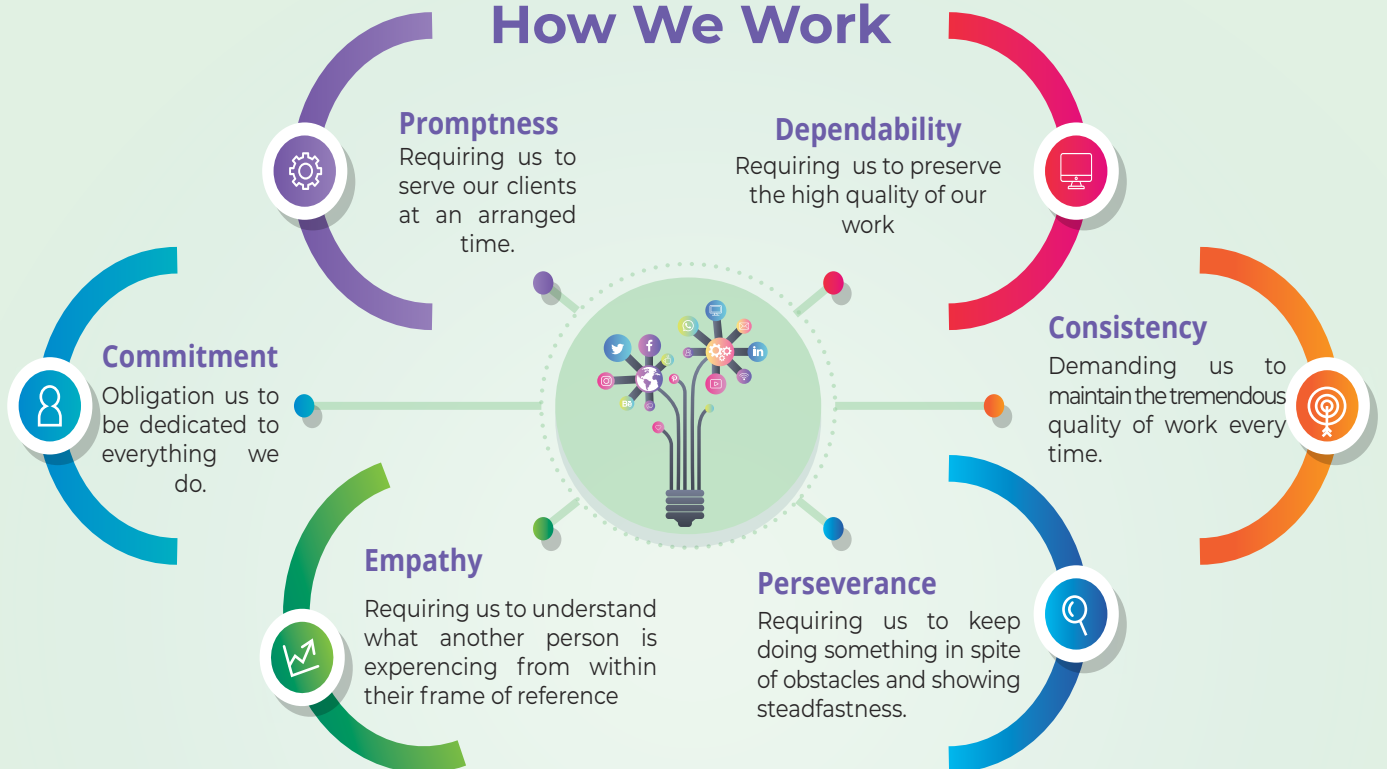 How We Work
Promptness
Requiring us to
serve our clients
at an arranged
time.
Dependability
Requiring us to preserve
the high quality of our
work
Commitment
Obligation us to
be dedicated to
everything we
do.
Consistency
Demanding us to
maintain the tremendous
quality of work every
time.
Empathy
Requiring us to understand
what another person is
experencing from within
their frame of reference
Perseverance
Requiring us to keep
doing something in spite
of obstacles and showing
steadfastness.